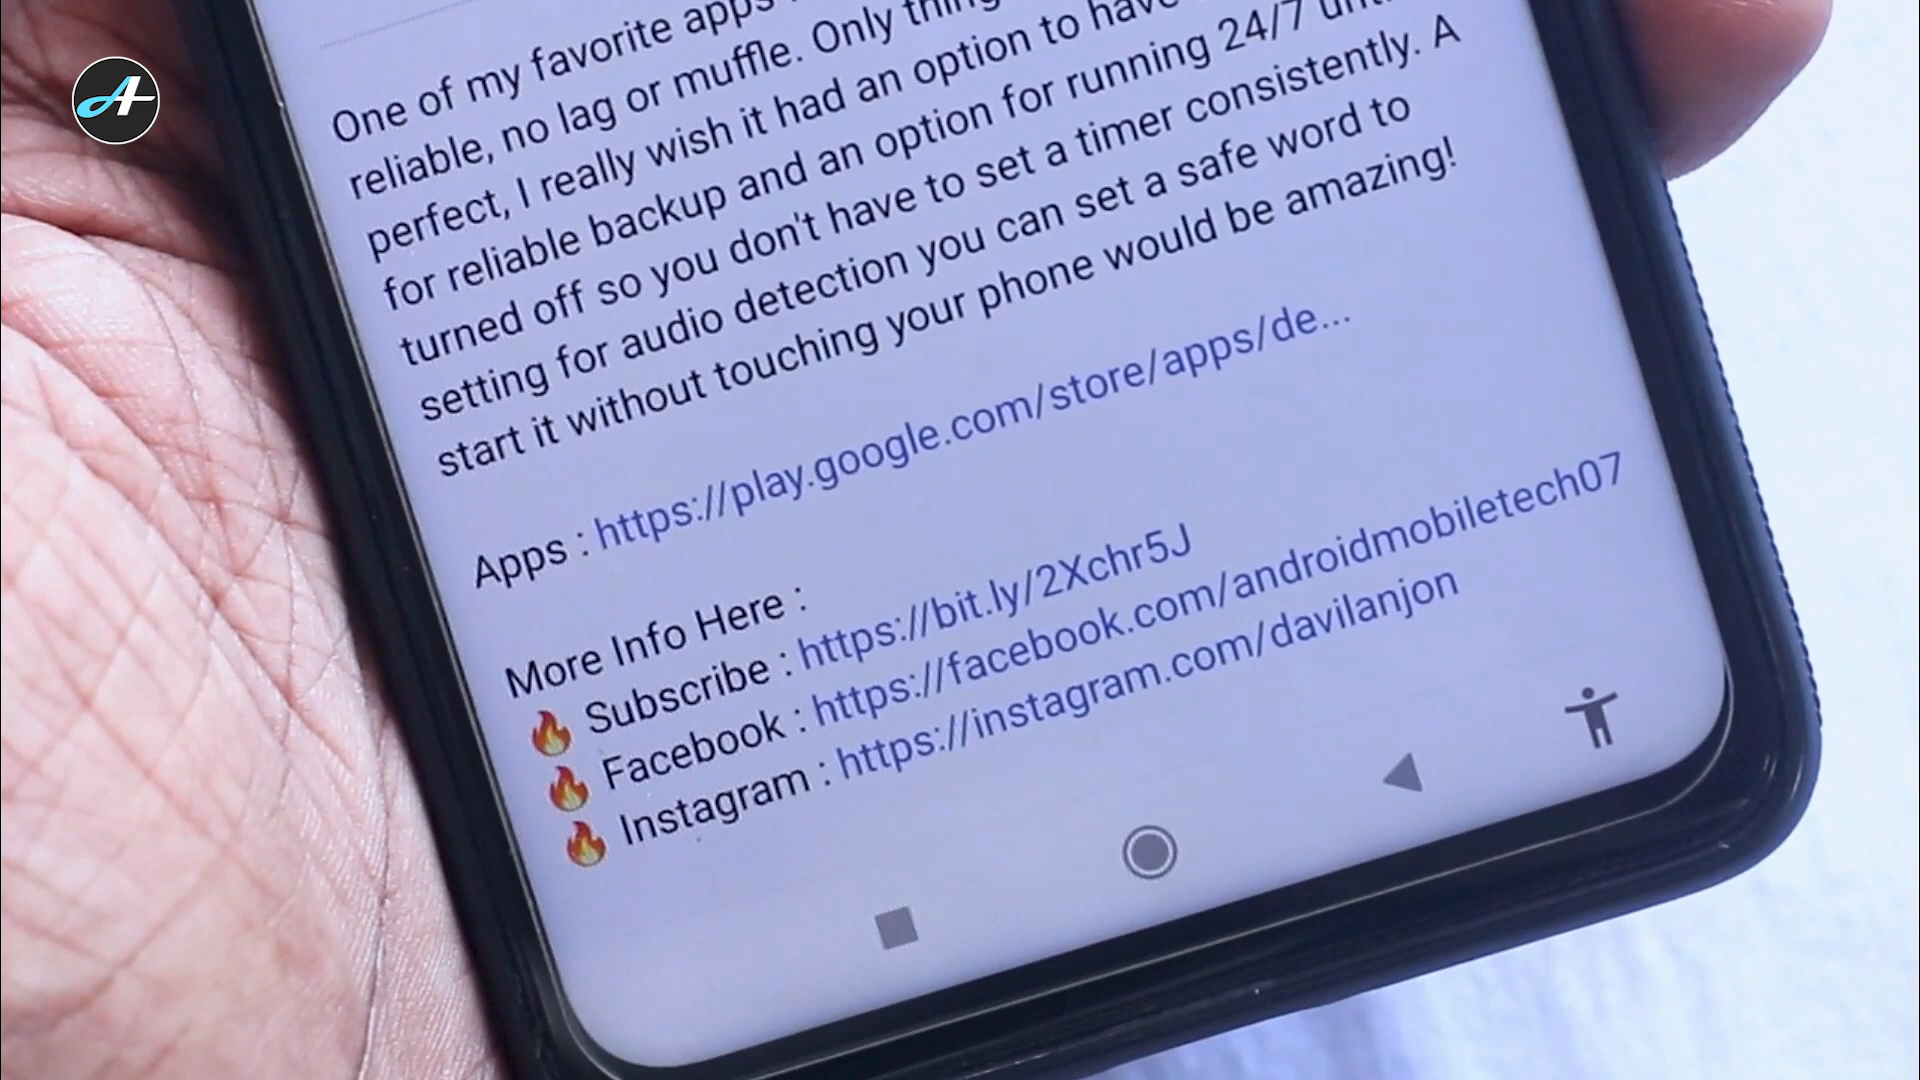 One of my favorite apps
reliable, no lag or muffle. Only thing
perfect, I really wish it had an option to have
for reliable backup and an option for running 24/7
turned off so you don't have to set a timer consistently. A
setting for audio detection you can set a safe word to
start it without touching your phone would be amazing!
Apps : https://play.google.com/store/apps/de...
More Info Here :
🔥 Subscribe : https://bit.ly/2Xchr5J
🔥 Facebook : https://facebook.com/androidmobiletech07
🔥 Instagram : https://instagram.com/davilanjon